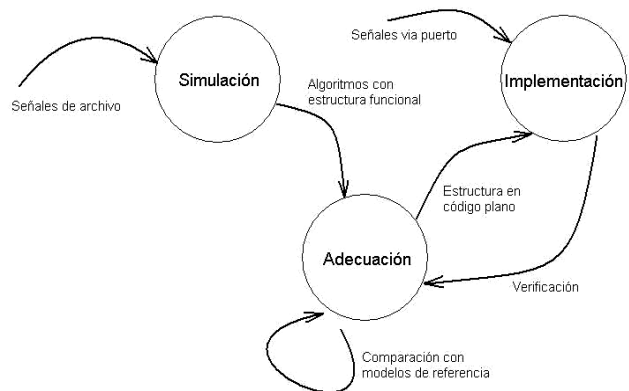 Señales de archivo
Simulación
Algoritmos con
estructura funcional
Señales via puerto
Implementación
Adecuación
Estructura en
código plano
Verificación
Comparación con
modelos de referencia